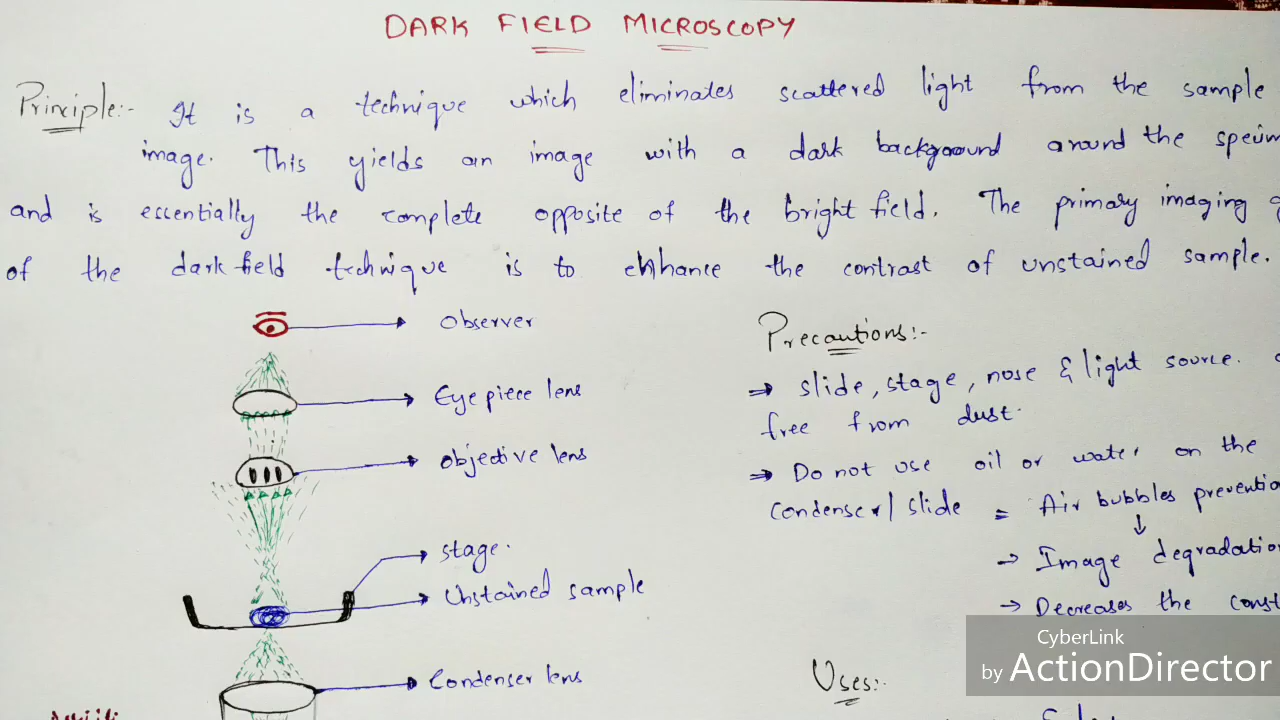 DARK FIELD MICROSCOPY
Principle:- It is a technique which eliminates scattered light from the sample
image. This yields an image with a dark background around the
and is essentially the complete opposite of the bright field. The primary imaging
of the dark field technique is to enhance the contrast of unstained sample.
Observer
Eye piece lens
Objective lens
stage.
Unstained sample
Condenser lens
Precautions:-
⇒ slide, stage, nose & light source.
free from dust.
⇒ Do not use oil or water on the
condenser / slide = Air bubbles
↓
→ Image
→ Decreases the
Uses:-
CyberLink
by ActionDirector